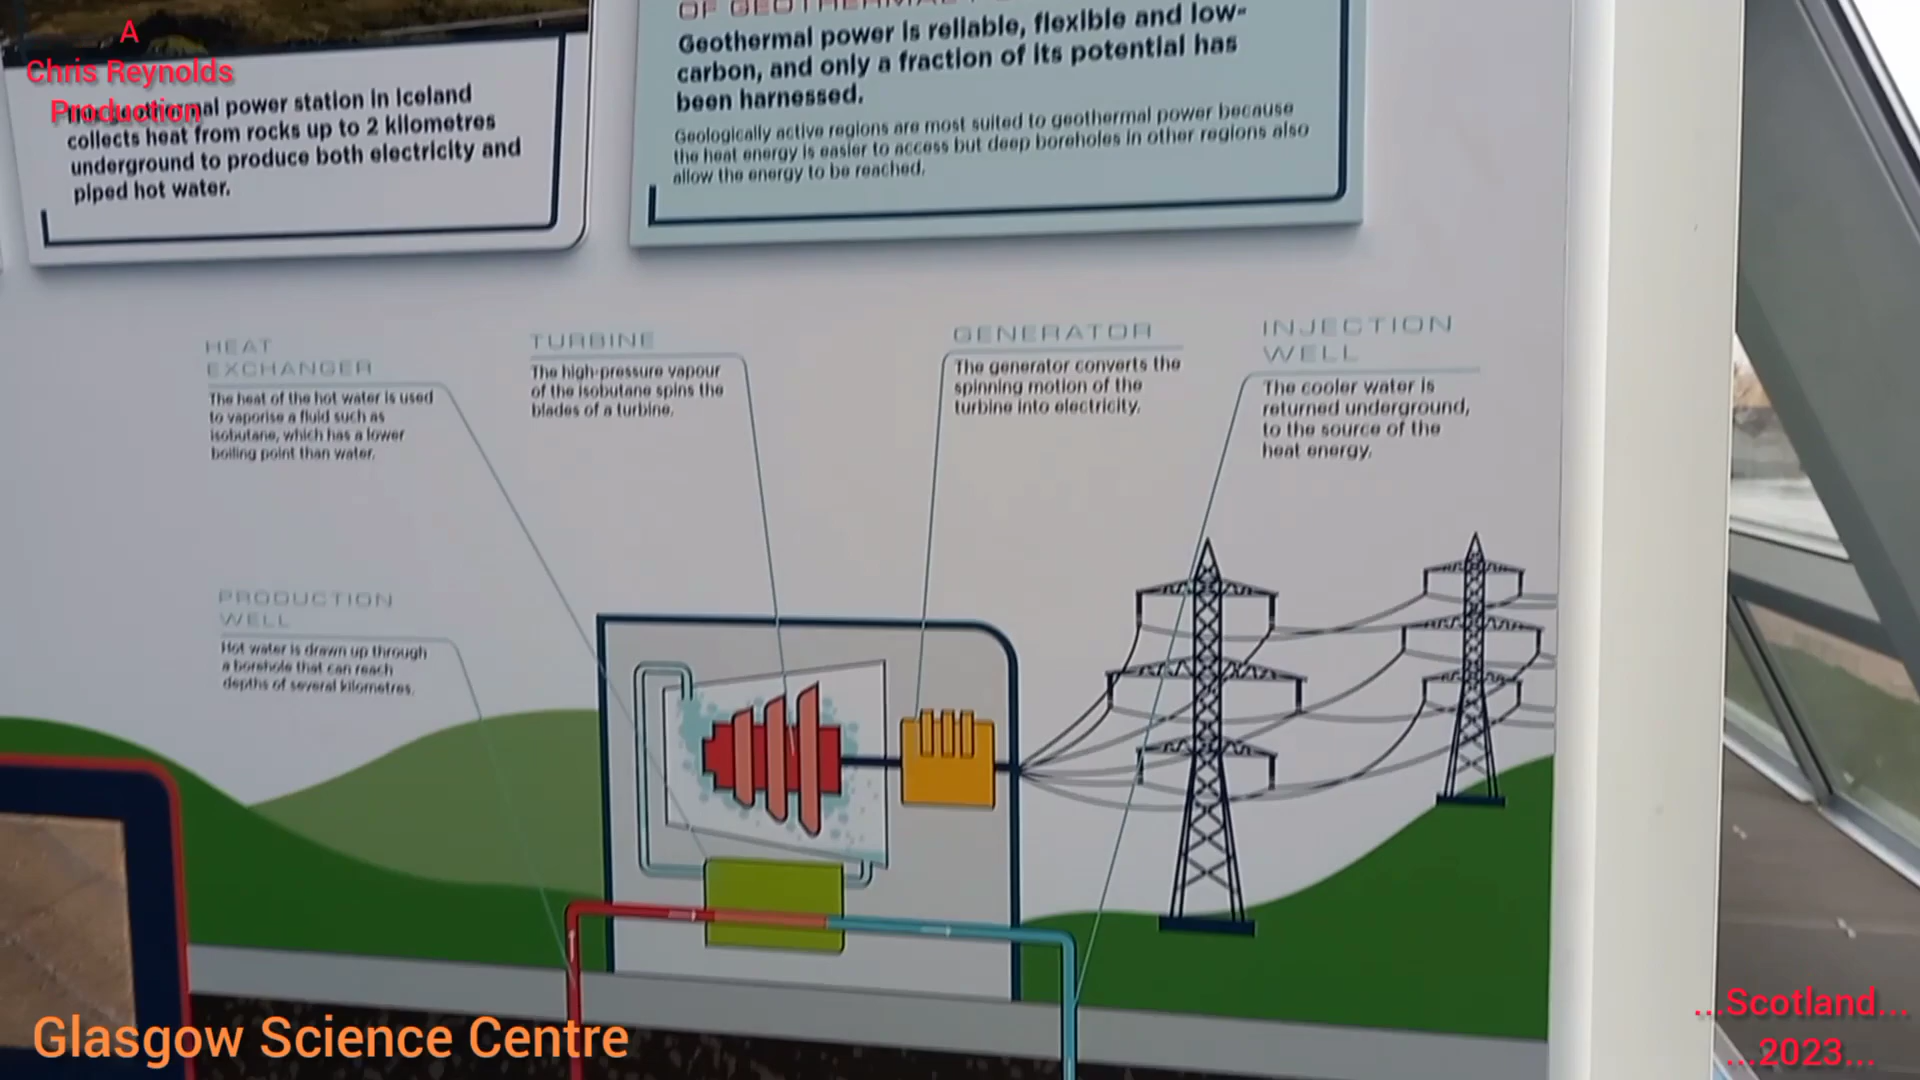 A
Chris Reynolds
Production
power station in Iceland
collects heat from rocks up to 2 kilometres
underground to produce both electricity and
piped hot water.
OF GEOTHERMAL
Geothermal power is reliable, flexible and low-
carbon, and only a fraction of its potential has
been harnessed.
Geologically active regions are most suited to geothermal power because
the heat energy is easier to access but deep boreholes in other regions also
allow the energy to be reached.
HEAT
EXCHANGER
The heat of the hot water is used
to vaporise a fluid such as
isobutane, which has a lower
boiling point than water.
TURBINE
The high-pressure vapour
of the isobutane spins the
blades of a turbine.
GENERATOR
The generator converts the
spinning motion of the
turbine into electricity.
INJECTION
WELL
The cooler water is
returned underground,
to the source of the
heat energy.
PRODUCTION
WELL
Hot water is drawn up through
a borehole that can reach
depths of several kilometres.
Glasgow Science Centre
...Scotland...
...2023...